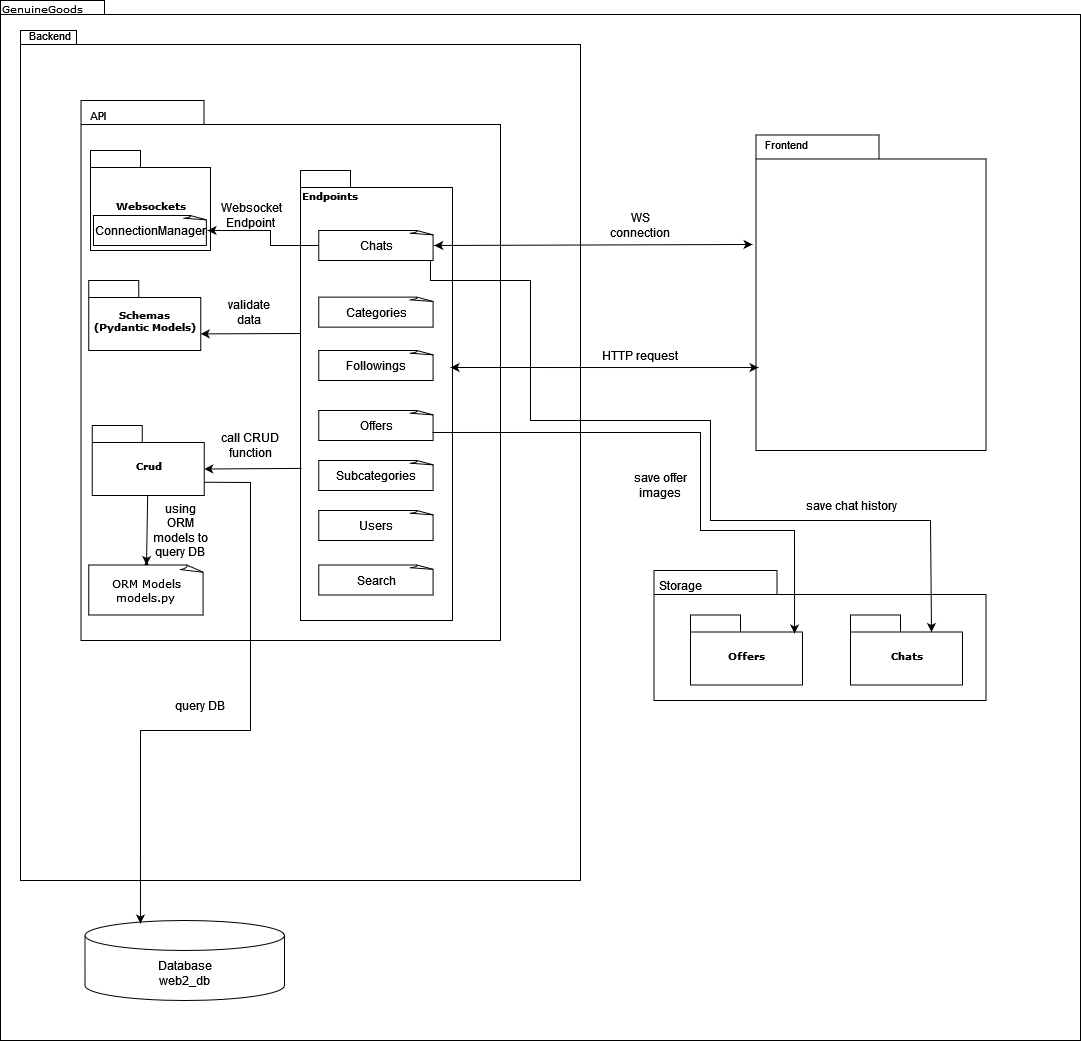 GenuineGoods
Backend
API
Websockets
ConnectionManager
Websocket
Endpoint
Endpoints
Chats
WS
connection
Frontend
Schemas
(Pydantic Models)
validate
data
Categories
Followings
HTTP request
Offers
Crud
call CRUD
function
Subcategories
save offer
images
save chat history
using
ORM
models to
query DB
Users
ORM Models
models.py
Search
Storage
Offers
Chats
query DB
Database
web2_db